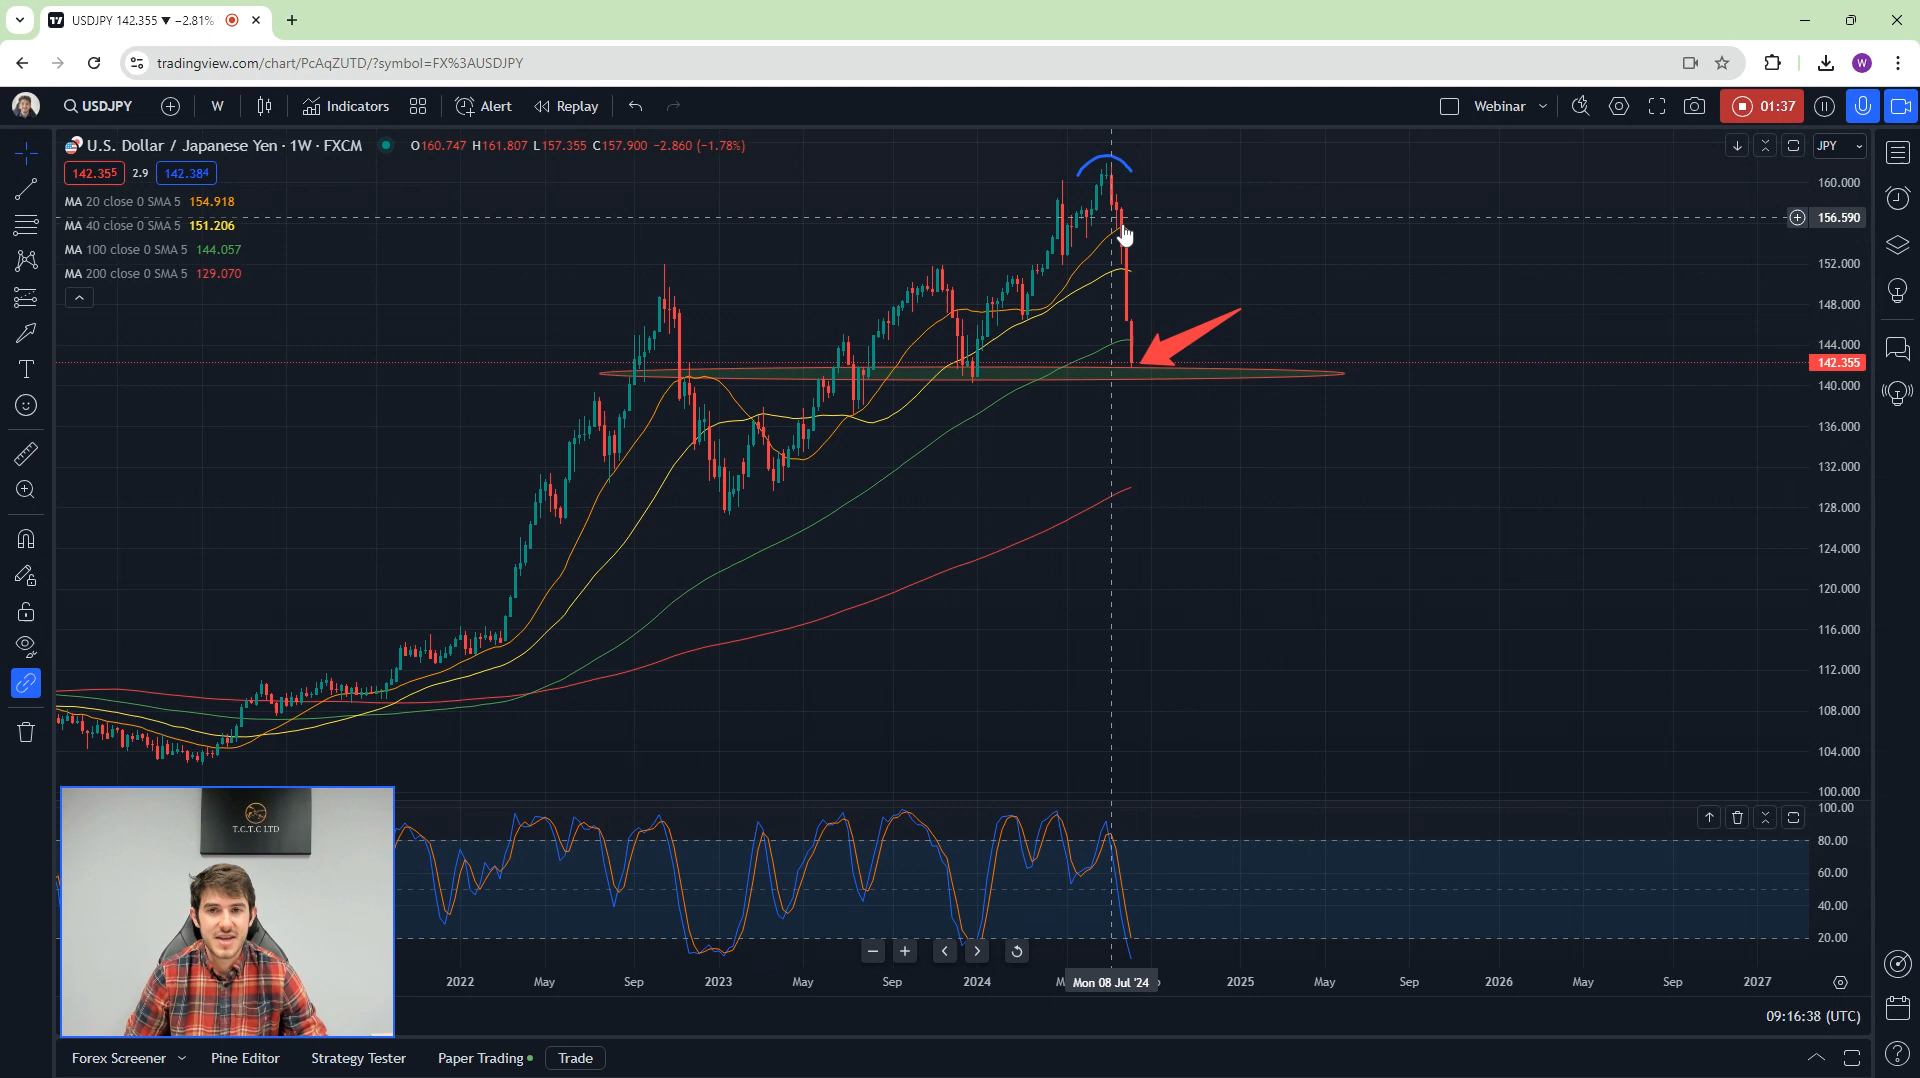 USDJPY 142.355 ▼ −2.81%
tradingview.com/chart/PcAqZUTD/?symbol=FX%3AUSDJPY
W
USDJPY
W
Indicators
Alert
Replay
Webinar
01:37
U.S. Dollar / Japanese Yen · 1W · FXCM
O160.747 H161.807 L157.355 C157.900 −2.860 (−1.78%)
JPY
142.355
2.9
142.384
MA 20 close 0 SMA 5 154.918
MA 40 close 0 SMA 5 151.206
MA 100 close 0 SMA 5 144.057
MA 200 close 0 SMA 5 129.070
160.000
156.590
152.000
148.000
144.000
142.355
140.000
136.000
132.000
128.000
124.000
120.000
116.000
112.000
108.000
104.000
100.000
100.00
80.00
60.00
40.00
20.00
T.C.T.C LTD
2022
May
Sep
2023
May
Sep
2024
Mon 08 Jul '24
2025
May
Sep
2026
May
Sep
2027
09:16:38 (UTC)
Forex Screener
Pine Editor
Strategy Tester
Paper Trading
Trade